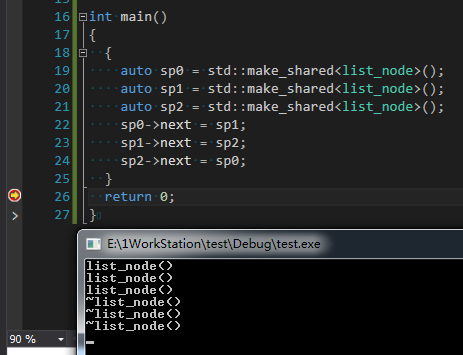 16 int main()
17 {
18 {
19 auto sp0 = std::make_shared<list_node>();
20 auto sp1 = std::make_shared<list_node>();
21 auto sp2 = std::make_shared<list_node>();
22 sp0->next = sp1;
23 sp1->next = sp2;
24 sp2->next = sp0;
25 }
26 return 0;
27 }
E:\1WorkStation\test\Debug\test.exe
list_node()
list_node()
list_node()
~list_node()
~list_node()
~list_node()
90 %